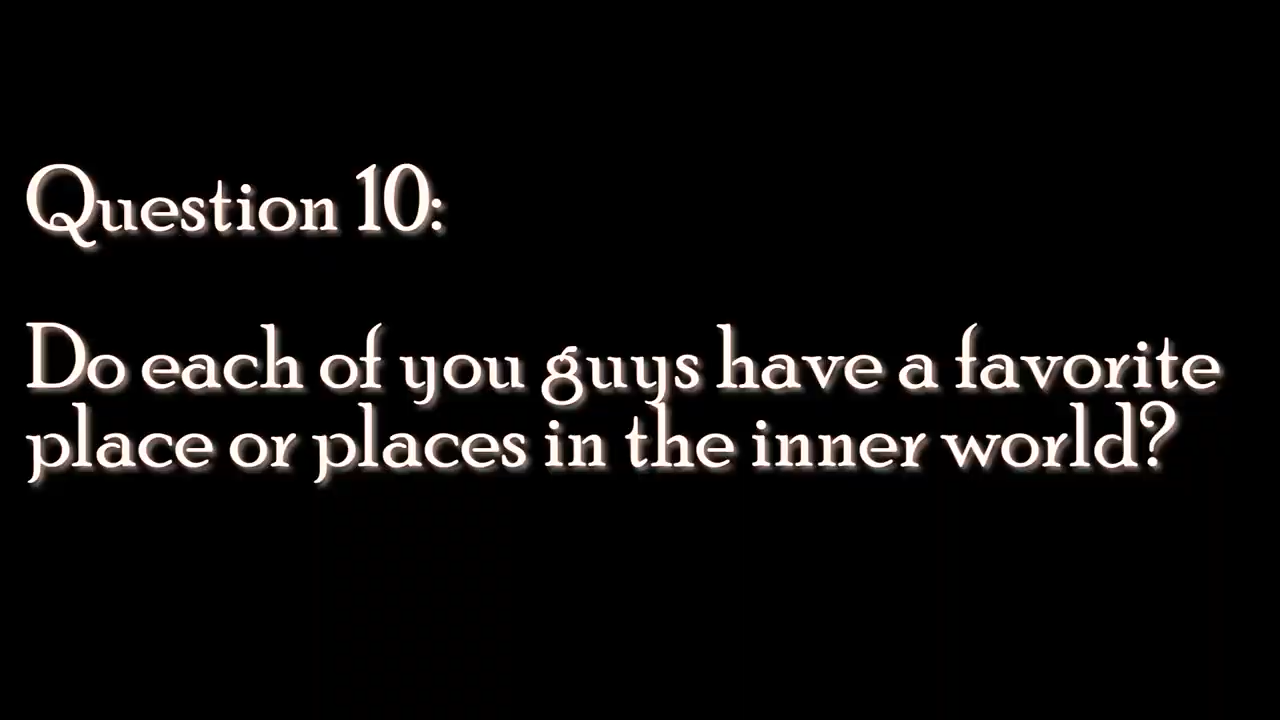 Question 10:
Do each of you guys have a favorite
place or places in the inner world?